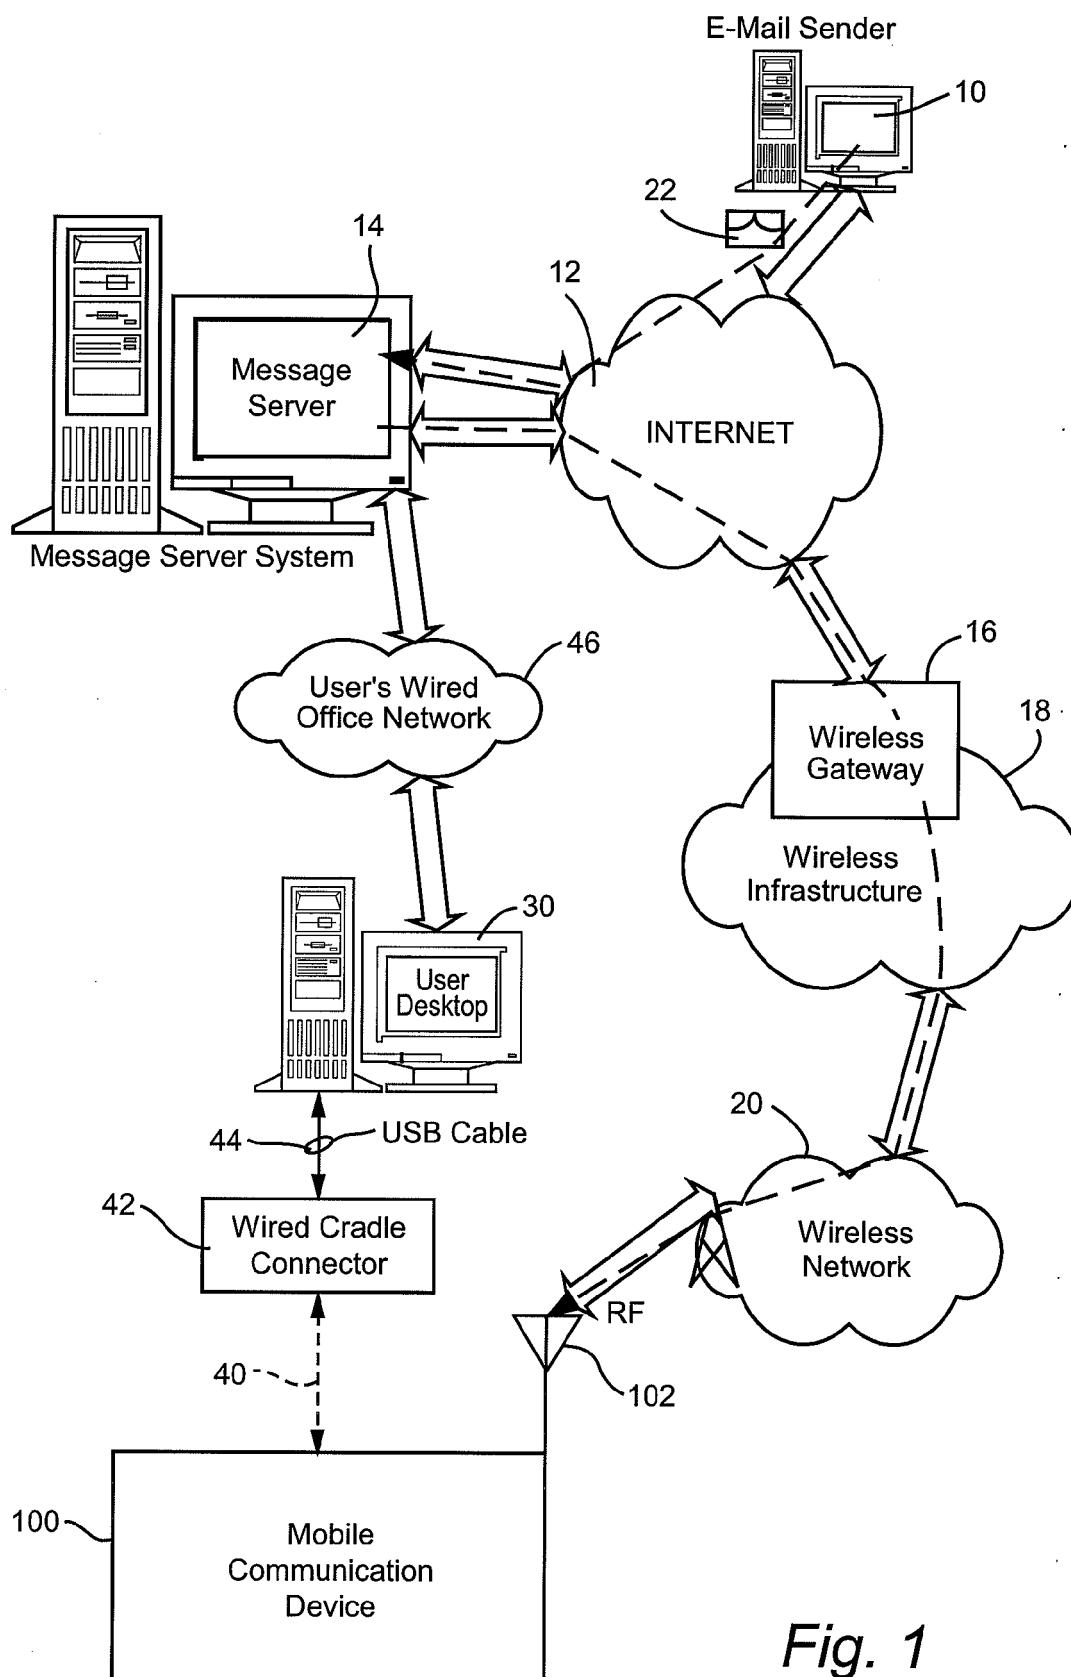 E-Mail Sender
10
22
14
12
Message
Server
INTERNET
Message Server System
46
16
User's Wired
Office Network
18
Wireless
Gateway
Wireless
Infrastructure
30
User
Desktop
20
44
USB Cable
42
Wired Cradle
Connector
Wireless
Network
RF
40
102
100
Mobile
Communication
Device
Fig. 1